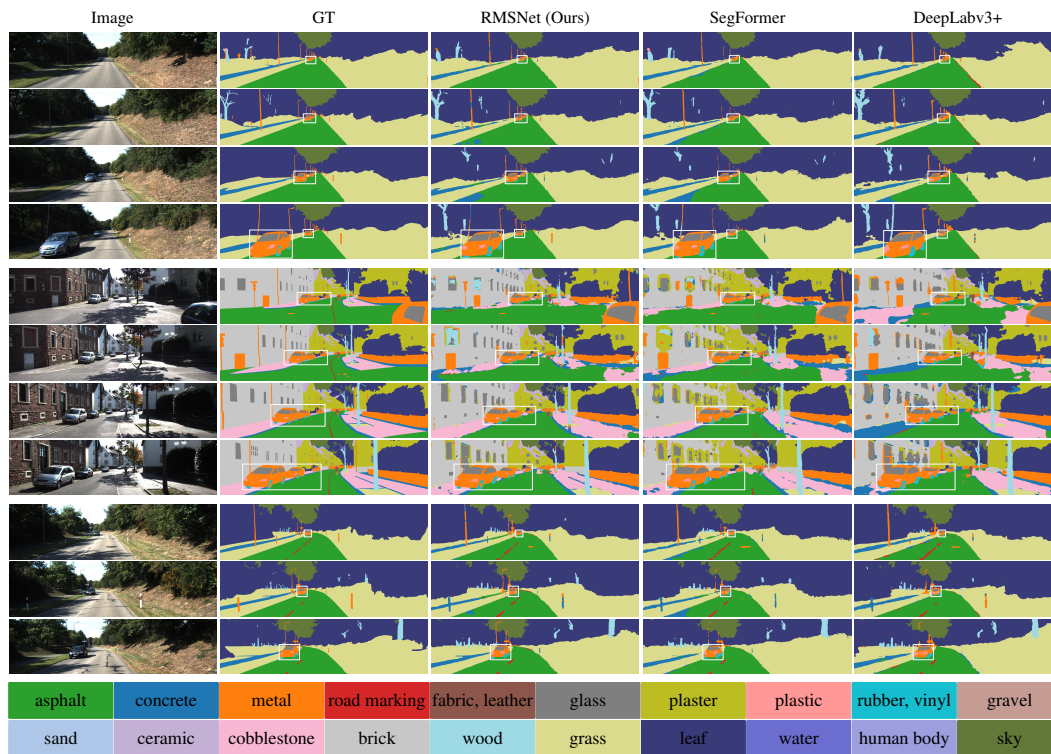 Image GT RMSNet (Ours) SegFormer DeepLabv3+
asphalt concrete metal road marking fabric, leather glass plaster plastic rubber, vinyl gravel
sand ceramic cobblestone brick wood grass leaf water human body sky